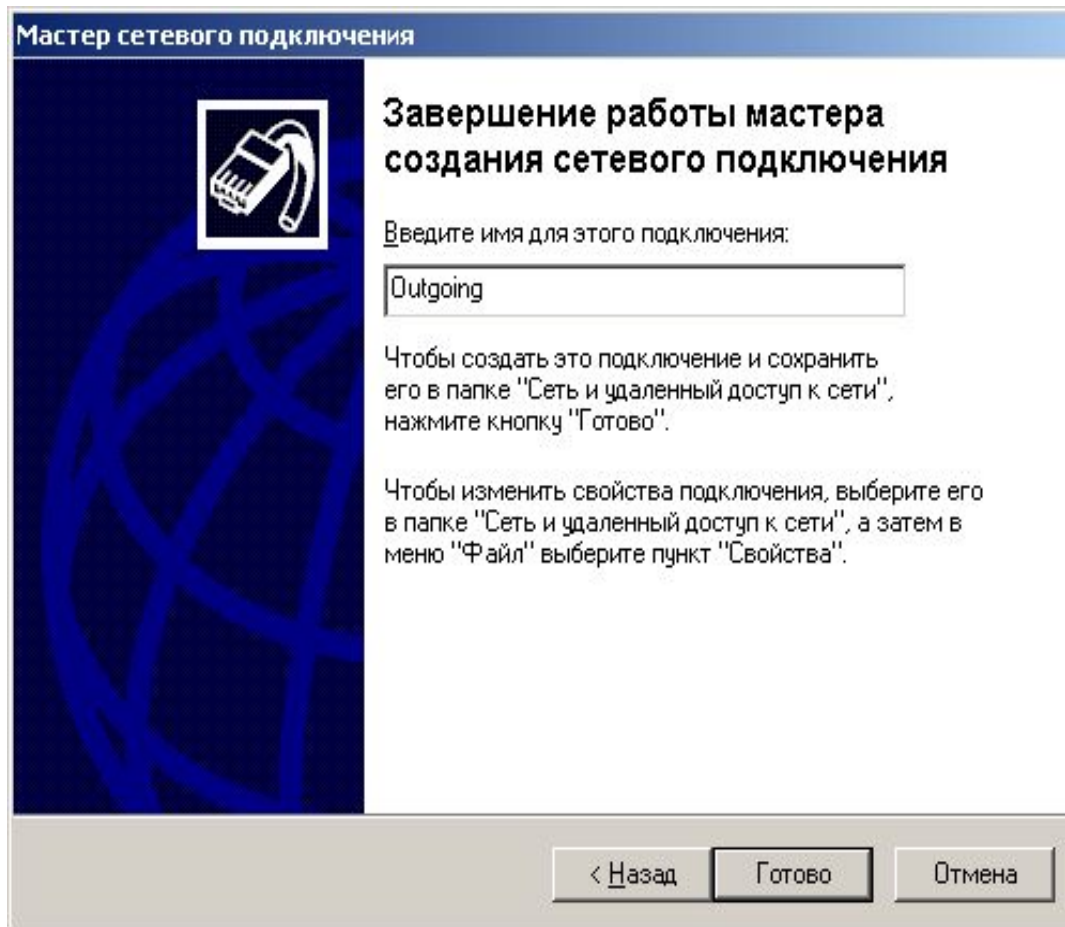 Мастер сетевого подключения
Завершение работы мастера
создания сетевого подключения
Введите имя для этого подключения:
Outgoing
Чтобы создать это подключение и сохранить
его в папке "Сеть и удаленный доступ к сети",
нажмите кнопку "Готово".
Чтобы изменить свойства подключения, выберите его
в папке "Сеть и удаленный доступ к сети", а затем в
меню "Файл" выберите пункт "Свойства".
< Назад Готово Отмена